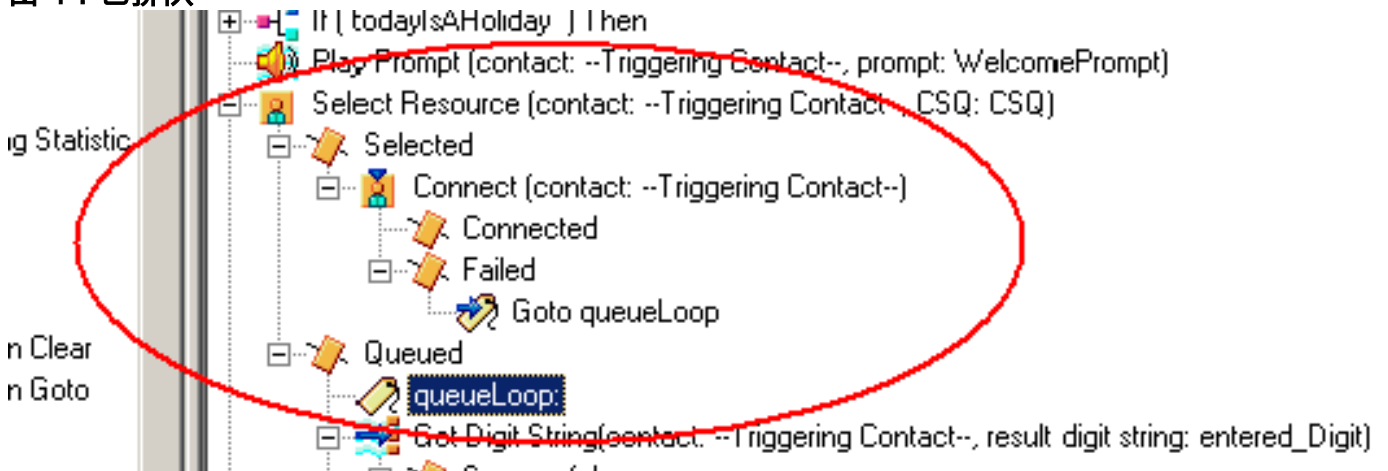 If ( todayIsAHoliday ) Then
Play Prompt (contact: --Triggering Contact--, prompt: WelcomePrompt)
Select Resource (contact: --Triggering Contact--, CSQ: CSQ)
ng Statistic
Selected
Connect (contact: --Triggering Contact--)
Connected
Failed
Goto queueLoop
n Clear
Queued
n Goto
queueLoop:
Get Digit String(contact: --Triggering Contact--, result digit string: entered_Digit)